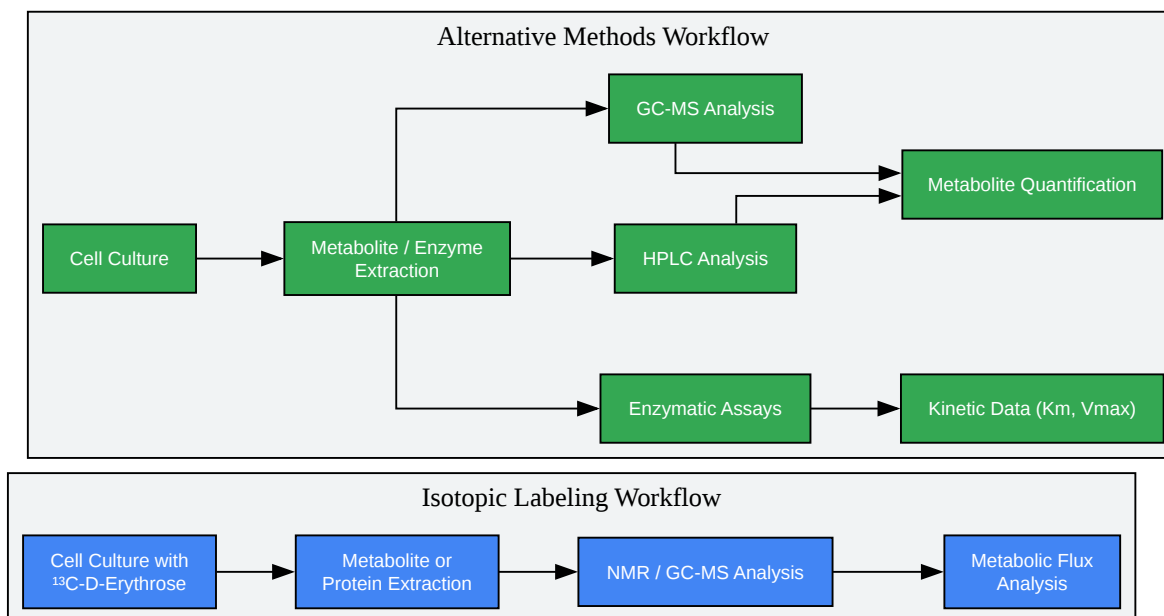 Alternative Methods Workflow
GC-MS Analysis
Metabolite Quantification
Cell Culture
Metabolite / Enzyme
Extraction
HPLC Analysis
Enzymatic Assays
Kinetic Data (Km, Vmax)
Isotopic Labeling Workflow
Cell Culture with
¹³C-D-Erythrose
Metabolite or
Protein Extraction
NMR / GC-MS Analysis
Metabolic Flux
Analysis